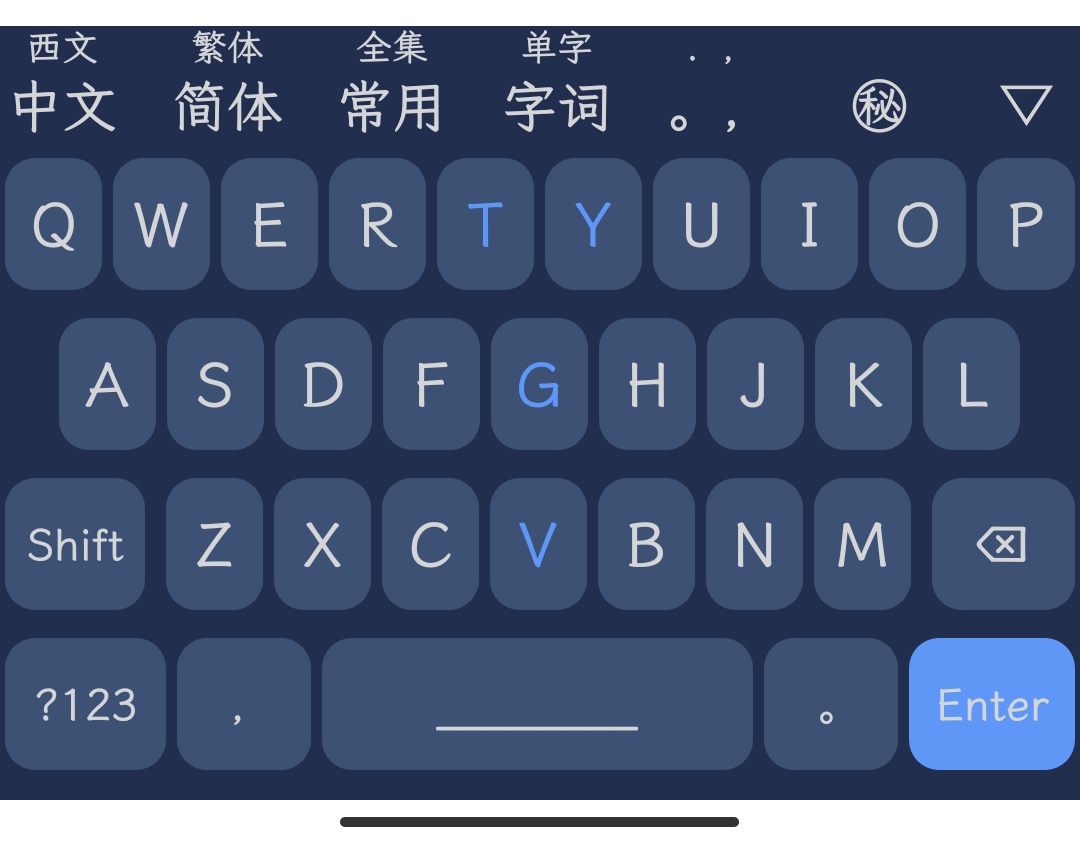 西文 繁体 全集 单字 . ,
中文 简体 常用 字词 。, ㊙ ▽
Q W E R T Y U I O P
A S D F G H J K L
Shift Z X C V B N M
?123 , 。 Enter